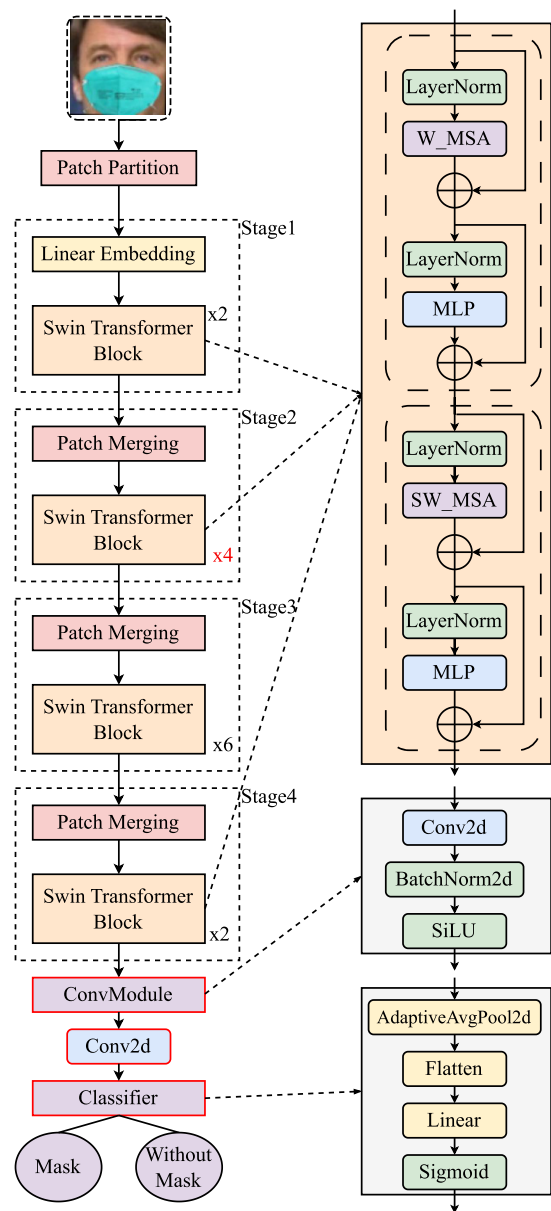 Patch Partition
Stage1
Linear Embedding
x2
Swin Transformer
Block
Stage2
Patch Merging
Swin Transformer
Block
x4
Stage3
Patch Merging
Swin Transformer
Block
x6
Stage4
Patch Merging
Swin Transformer
Block
x2
ConvModule
Conv2d
Classifier
Mask
Without
Mask
LayerNorm
W_MSA
LayerNorm
MLP
LayerNorm
SW_MSA
LayerNorm
MLP
Conv2d
BatchNorm2d
SiLU
AdaptiveAvgPool2d
Flatten
Linear
Sigmoid